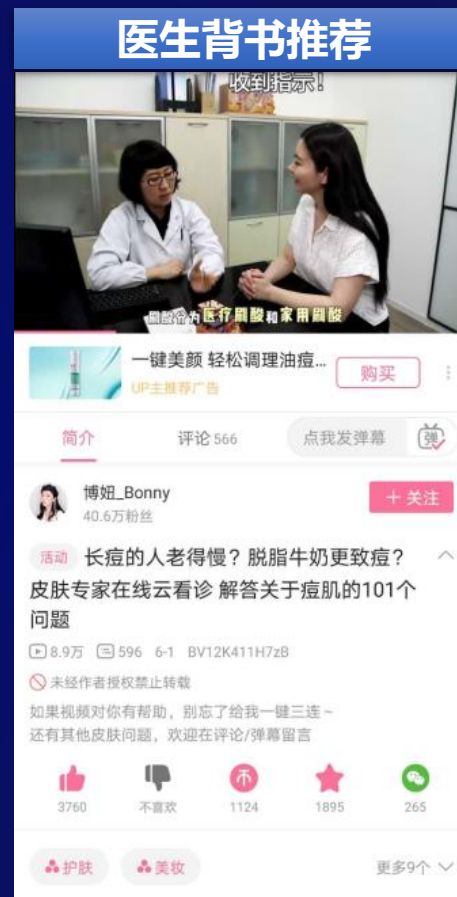 医生背书推荐
收到指示！
刷酸分为医疗刷酸和家用刷酸
一键美颜 轻松调理油痘...
购买
UP主推荐广告
简介
评论 566
点我发弹幕
弹
博妞_Bonny
+ 关注
40.6万粉丝
活动 长痘的人老得慢？脱脂牛奶更致痘？
皮肤专家在线云看诊 解答关于痘肌的101个
问题
8.9万 596 6-1 BV12K411H7zB
未经作者授权禁止转载
如果视频对你有帮助，别忘了给我一键三连~
还有其他皮肤问题，欢迎在评论/弹幕留言
3760 不喜欢 1124 1895 265
护肤 美妆 更多9个